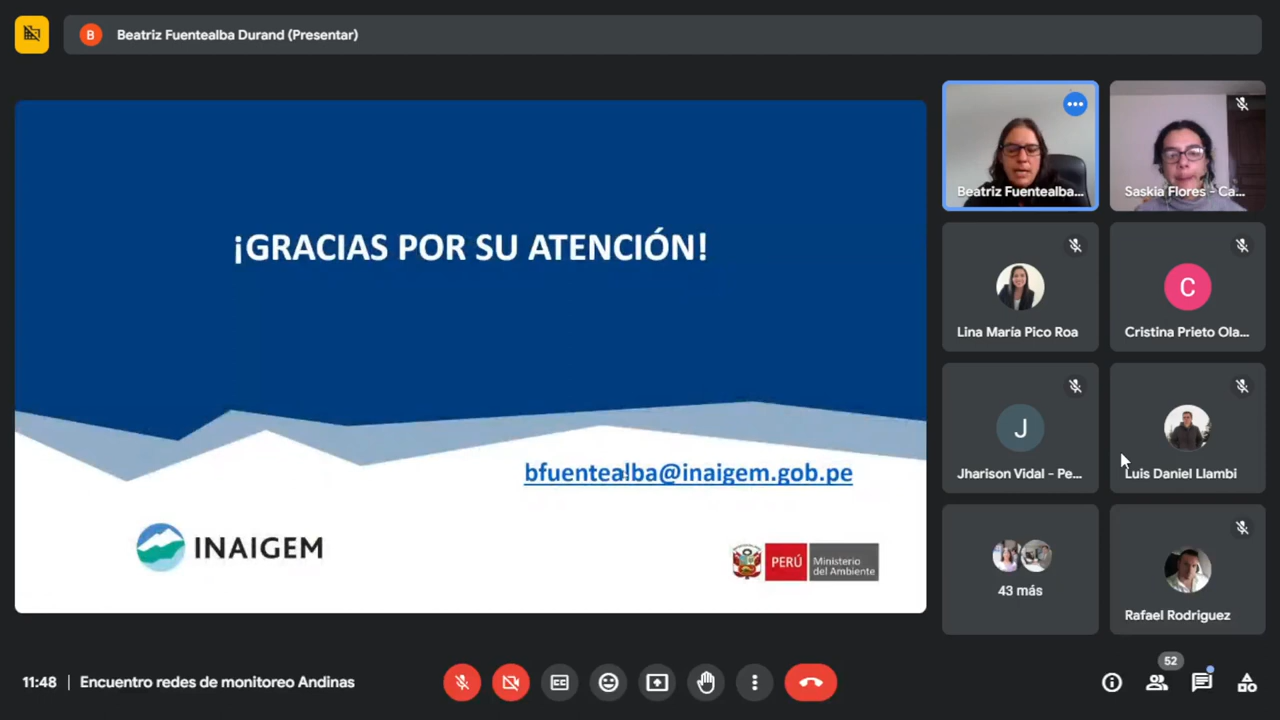 B
Beatriz Fuentealba Durand (Presentar)
¡GRACIAS POR SU ATENCIÓN!
bfuentealba@inaigem.gob.pe
INAIGEM
PERÚ
Ministerio
del Ambiente
Beatriz Fuentealba...
Saskia Flores - Ca...
Lina María Pico Roa
C
Cristina Prieto Ola...
J
Jharison Vidal - Pe...
Luis Daniel Llambi
43 más
Rafael Rodriguez
11:48 | Encuentro redes de monitoreo Andinas
52